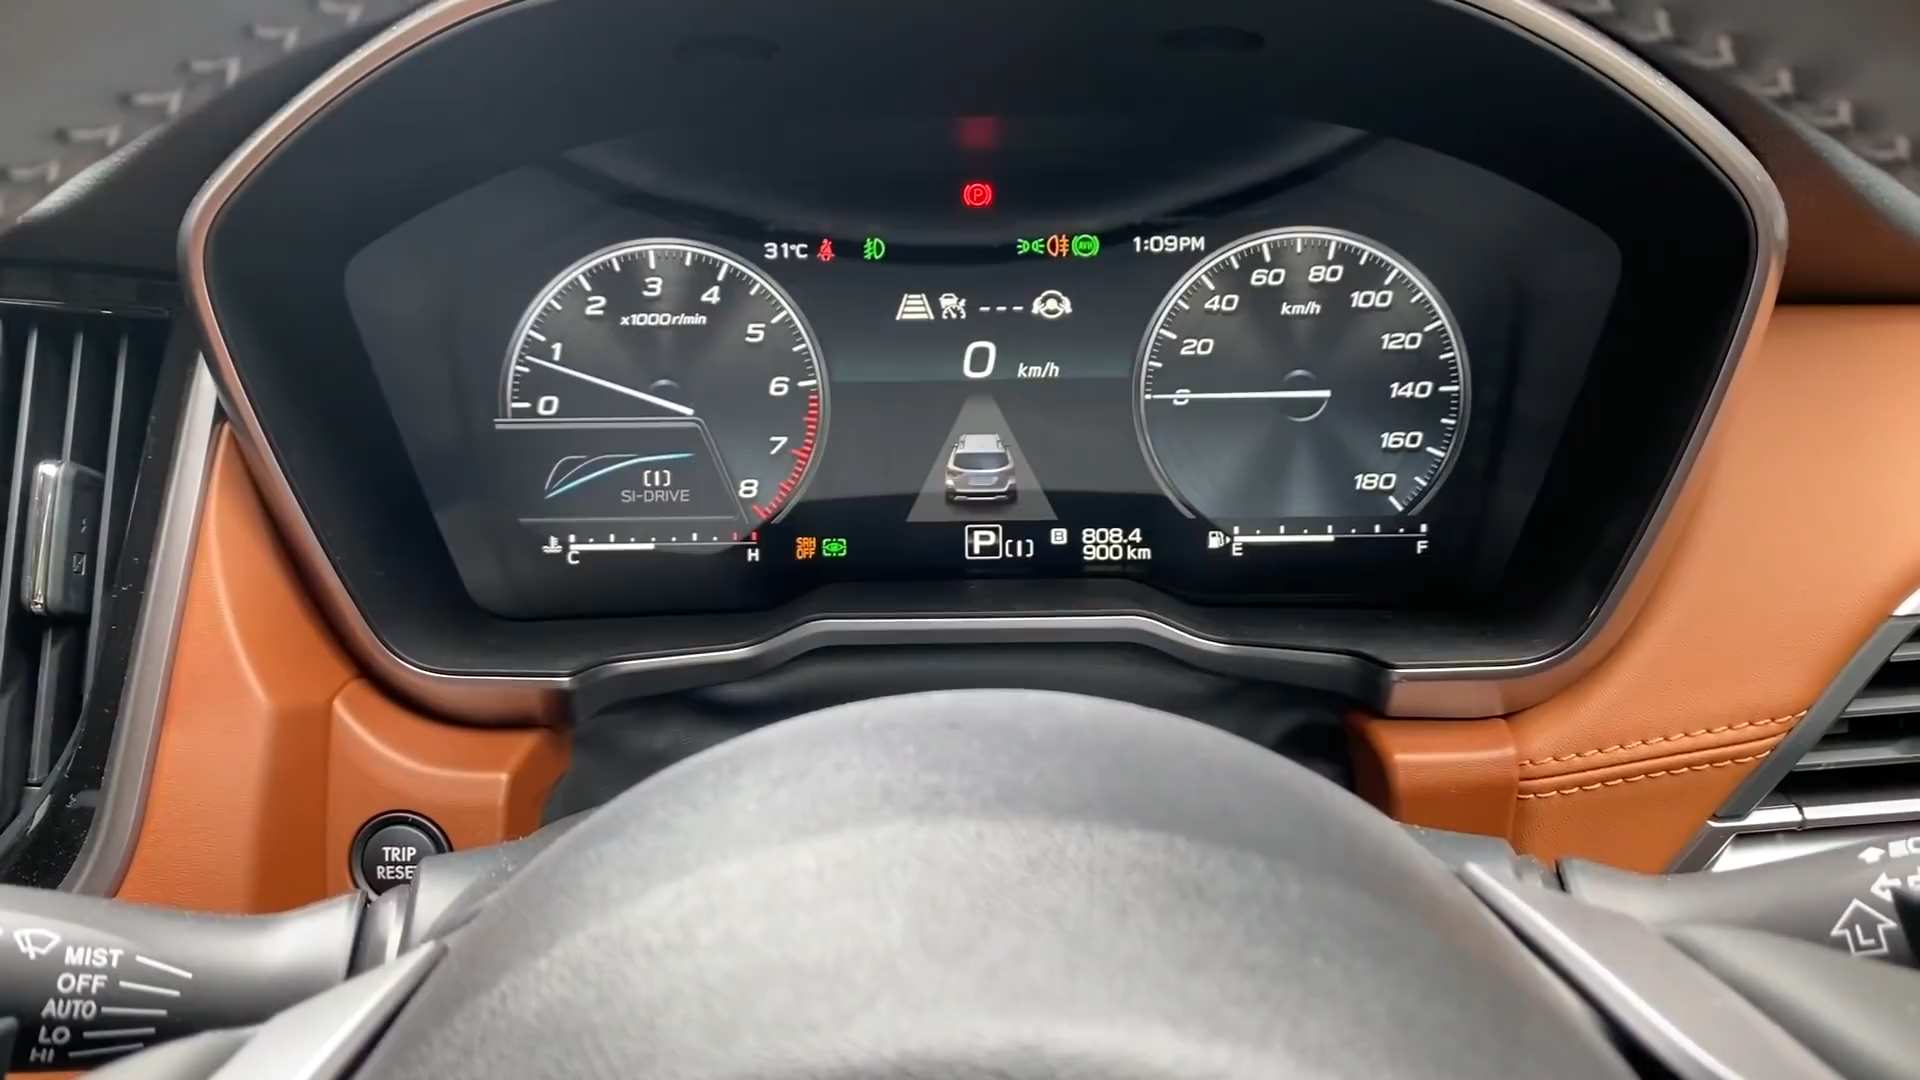 P
31°C
AVH
1:09PM
0 1 2 3 4 5 6 7 8
x1000r/min
---
0 km/h
20 40 60 80 100 120 140 160 180
km/h
[I]
SI-DRIVE
C H
SRH
OFF
P [I]
B 808.4
900 km
E F
TRIP
RESET
MIST
OFF
AUTO
LO
HI
L